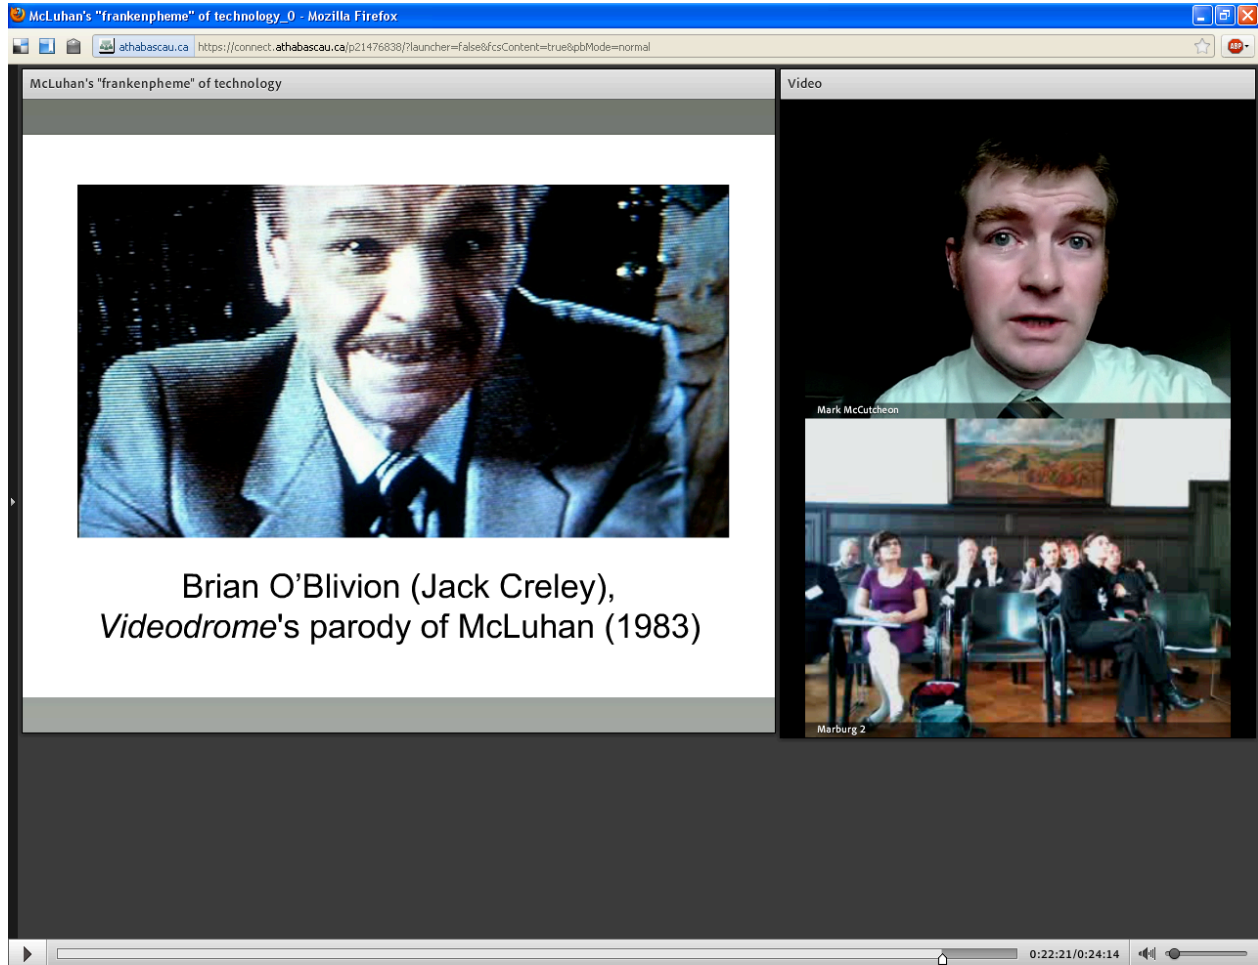 McLuhan's "frankenpheme" of technology_0 - Mozilla Firefox
athabascau.ca https://connect.athabascau.ca/p21476838/?launcher=false&fcsContent=true&pbMode=normal
ABP
McLuhan's "frankenpheme" of technology
Video
Mark McCutcheon
Brian O'Blivion (Jack Creley),
Videodrome's parody of McLuhan (1983)
Marburg 2
0:22:21/0:24:14